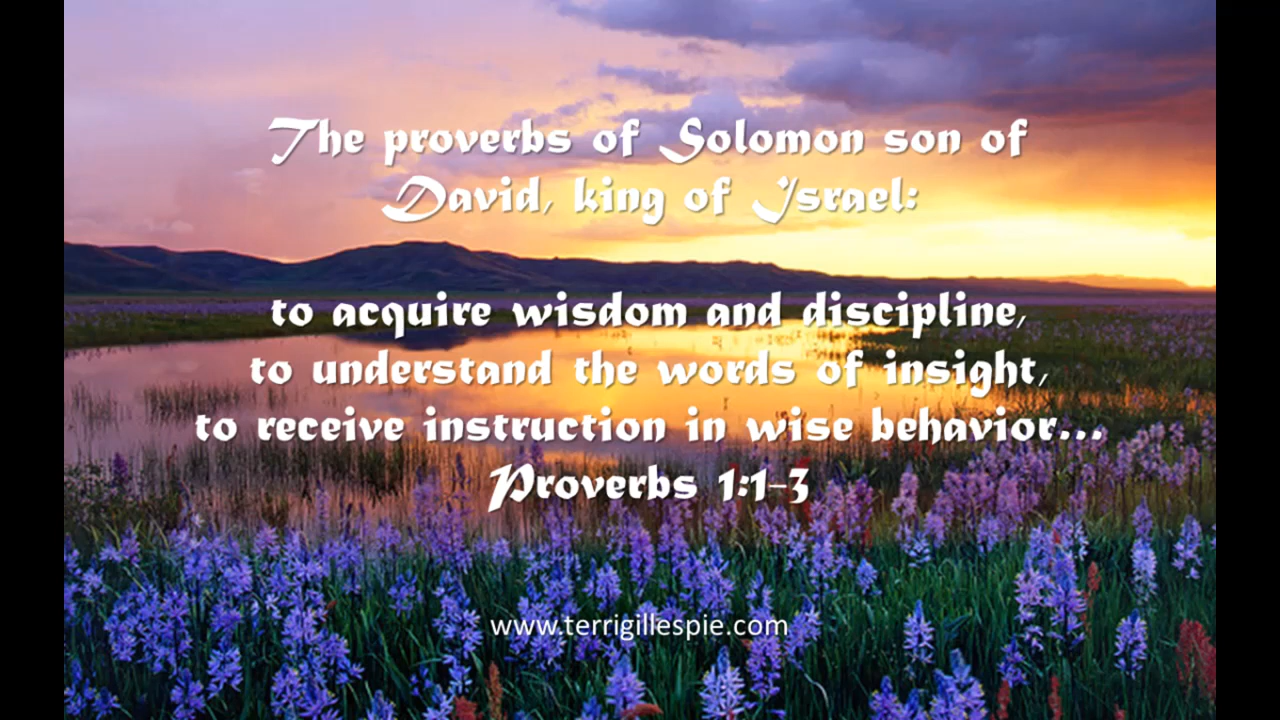 The proverbs of Solomon son of
David, king of Israel:
to acquire wisdom and discipline,
to understand the words of insight,
to receive instruction in wise behavior...
Proverbs 1:1-3
www.terrigillespie.com